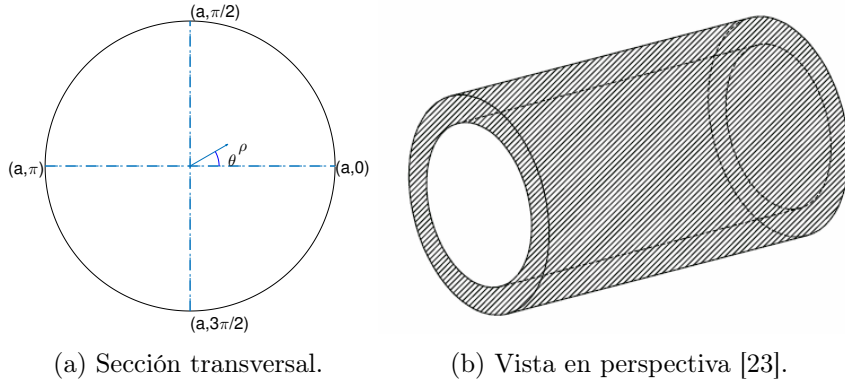 (a,π/2)
ρ
θ
(a,π)
(a,0)
(a,3π/2)
(a) Sección transversal.
(b) Vista en perspectiva [23].